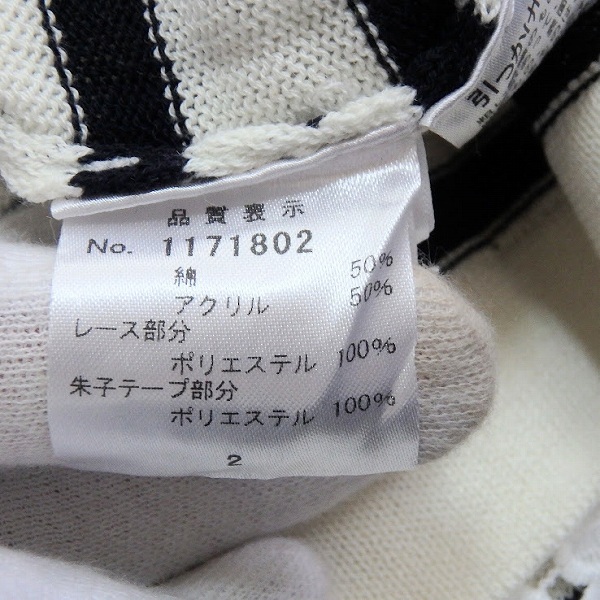 品質表示
No. 1171802
綿 50%
アクリル 50%
レース部分
ポリエステル 100%
朱子テープ部分
ポリエステル 100%
2